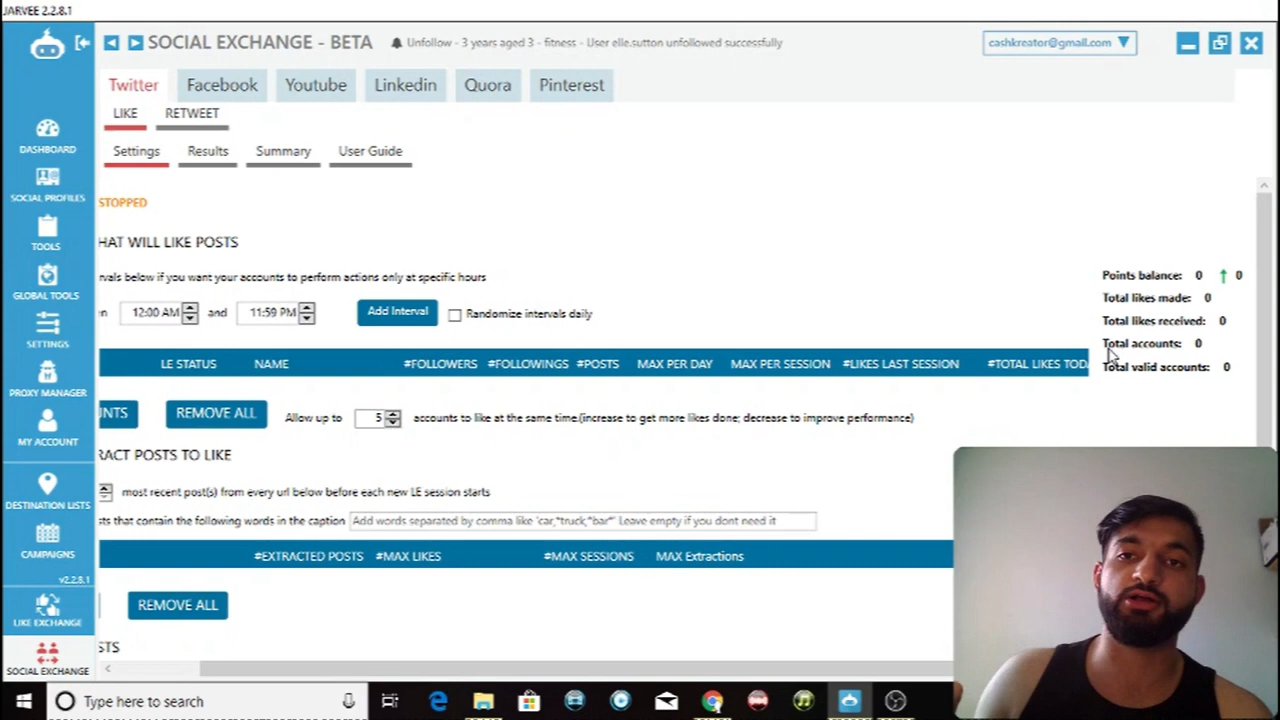 JARVEE 2.2.8.1
SOCIAL EXCHANGE - BETA
Unfollow - 3 years aged 3 - fitness - User elle.sutton unfollowed successfully
cashkreator@gmail.com
Twitter
Facebook
Youtube
Linkedin
Quora
Pinterest
LIKE
RETWEET
Settings
Results
Summary
User Guide
STOPPED
HAT WILL LIKE POSTS
rvals below if you want your accounts to perform actions only at specific hours
n 12:00 AM and 11:59 PM Add Interval Randomize intervals daily
LE STATUS NAME #FOLLOWERS #FOLLOWINGS #POSTS MAX PER DAY MAX PER SESSION #LIKES LAST SESSION #TOTAL LIKES TODA
UNTS REMOVE ALL Allow up to 5 accounts to like at the same time.(increase to get more likes done; decrease to improve performance)
RACT POSTS TO LIKE
most recent post(s) from every url below before each new LE session starts
sts that contain the following words in the caption Add words separated by comma like 'car,*truck,*bar*' Leave empty if you dont need it
#EXTRACTED POSTS #MAX LIKES #MAX SESSIONS MAX Extractions
REMOVE ALL
STS
Points balance: 0 0
Total likes made: 0
Total likes received: 0
Total accounts: 0
Total valid accounts: 0
DASHBOARD
SOCIAL PROFILES
TOOLS
GLOBAL TOOLS
SETTINGS
PROXY MANAGER
MY ACCOUNT
DESTINATION LISTS
CAMPAIGNS
v2.2.8.1
LIKE EXCHANGE
SOCIAL EXCHANGE
Type here to search